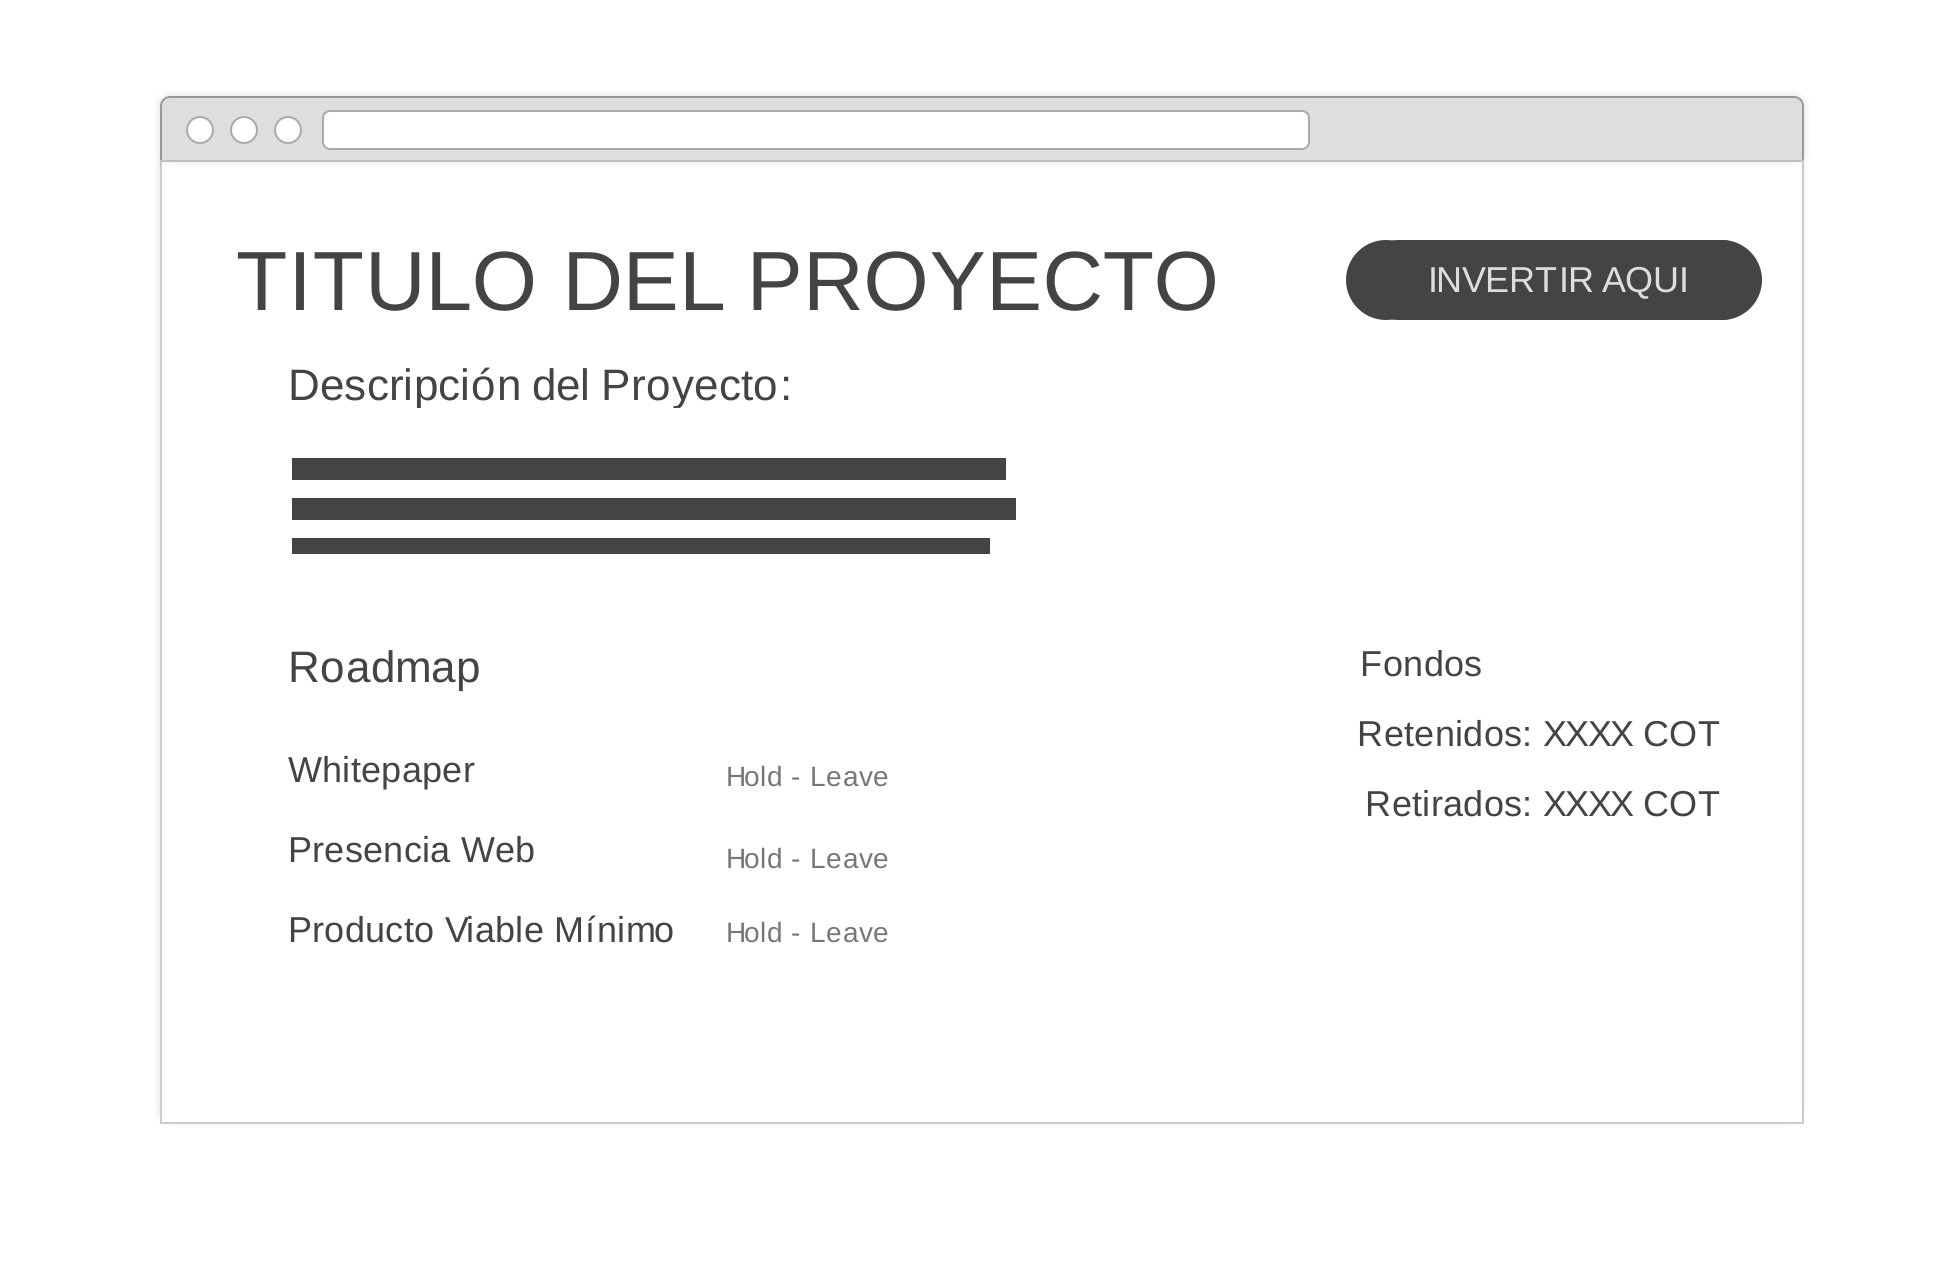 TITULO DEL PROYECTO
INVERTIR AQUI
Descripción del Proyecto:
Roadmap
Whitepaper Hold - Leave
Presencia Web Hold - Leave
Producto Viable Mínimo Hold - Leave
Fondos
Retenidos: XXXX COT
Retirados: XXXX COT